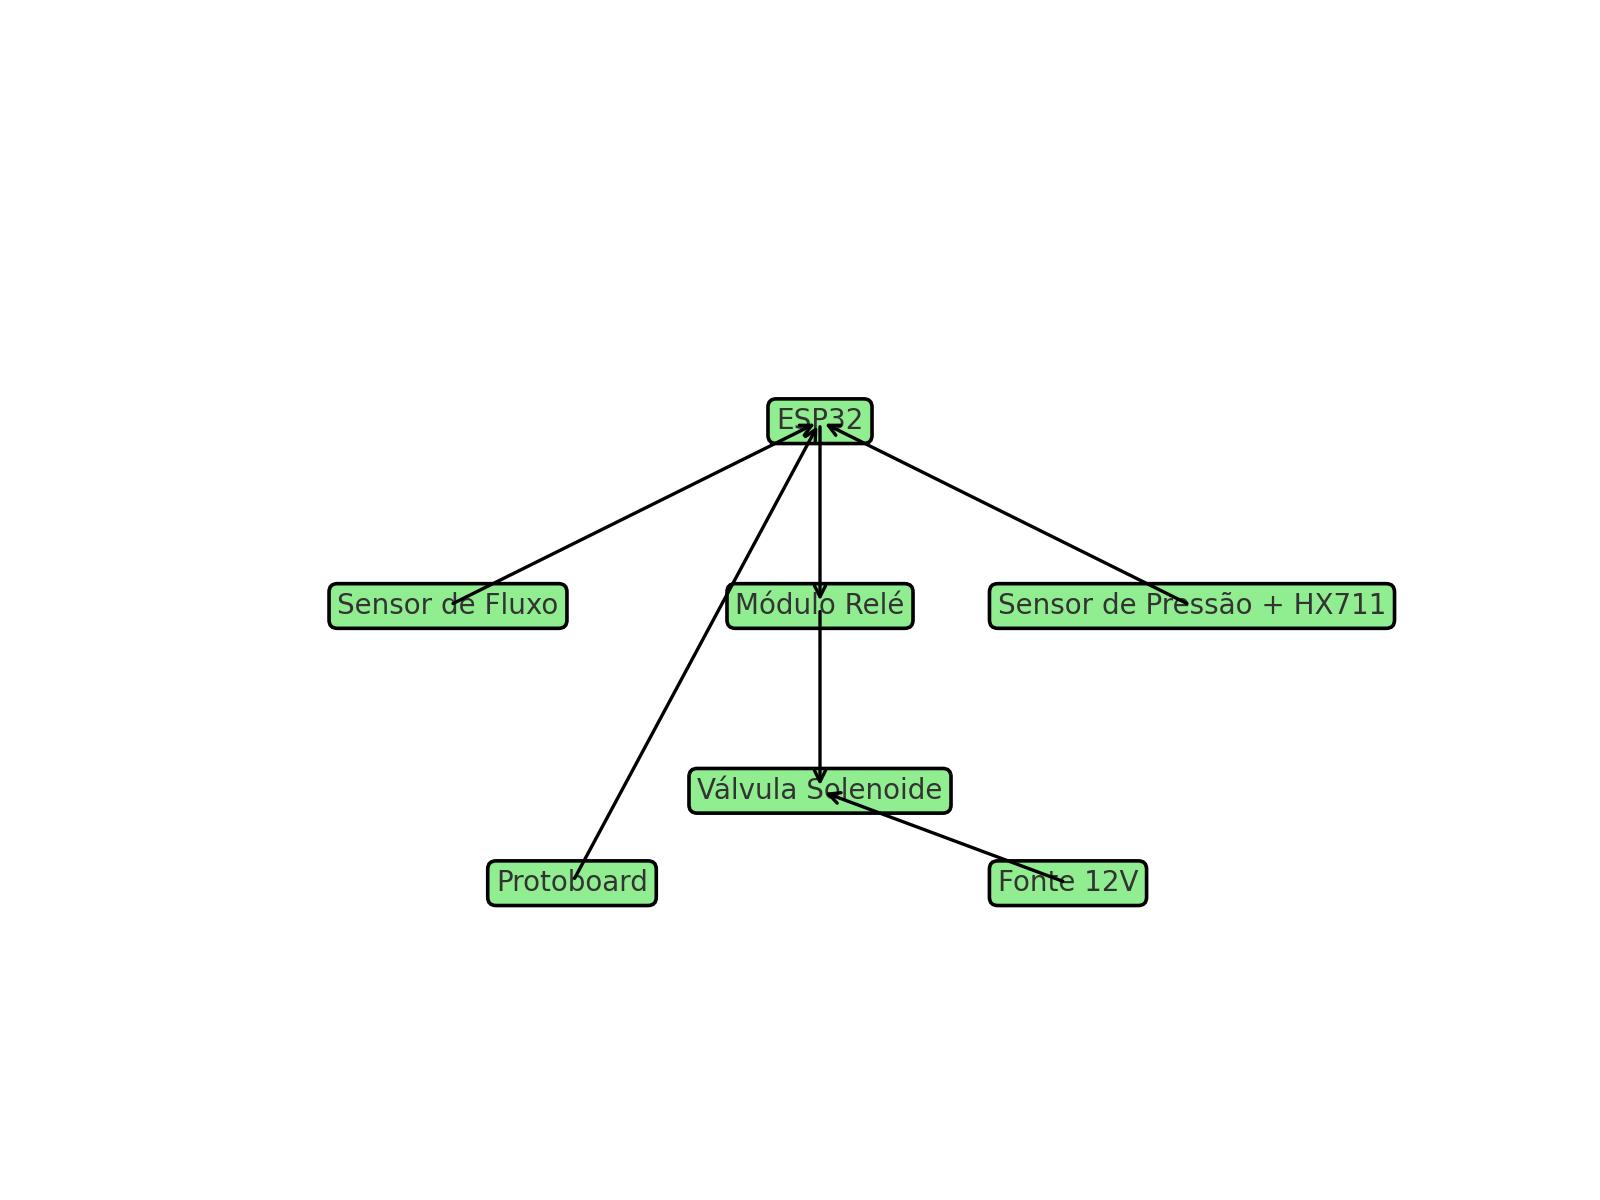 ESP32
Sensor de Fluxo
Módulo Relé
Sensor de Pressão + HX711
Válvula Solenoide
Protoboard
Fonte 12V